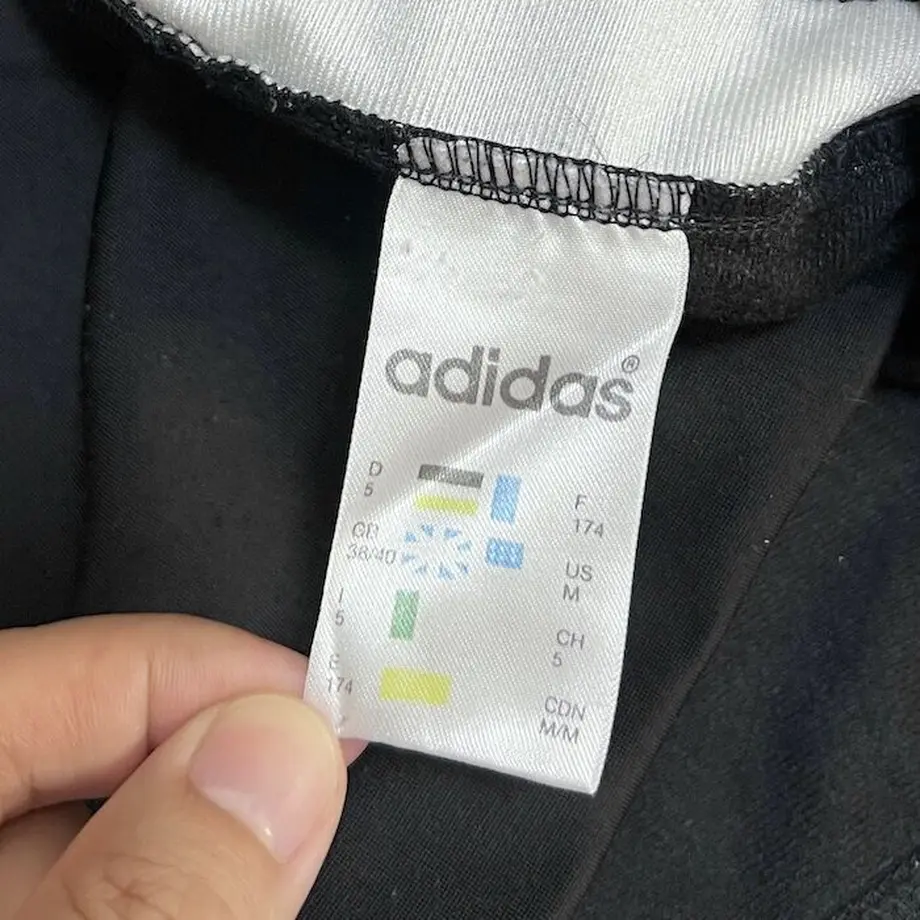 adidas®
D
5
F
174
GB
38/40
US
M
I
5
CH
5
E
174
CDN
M/M